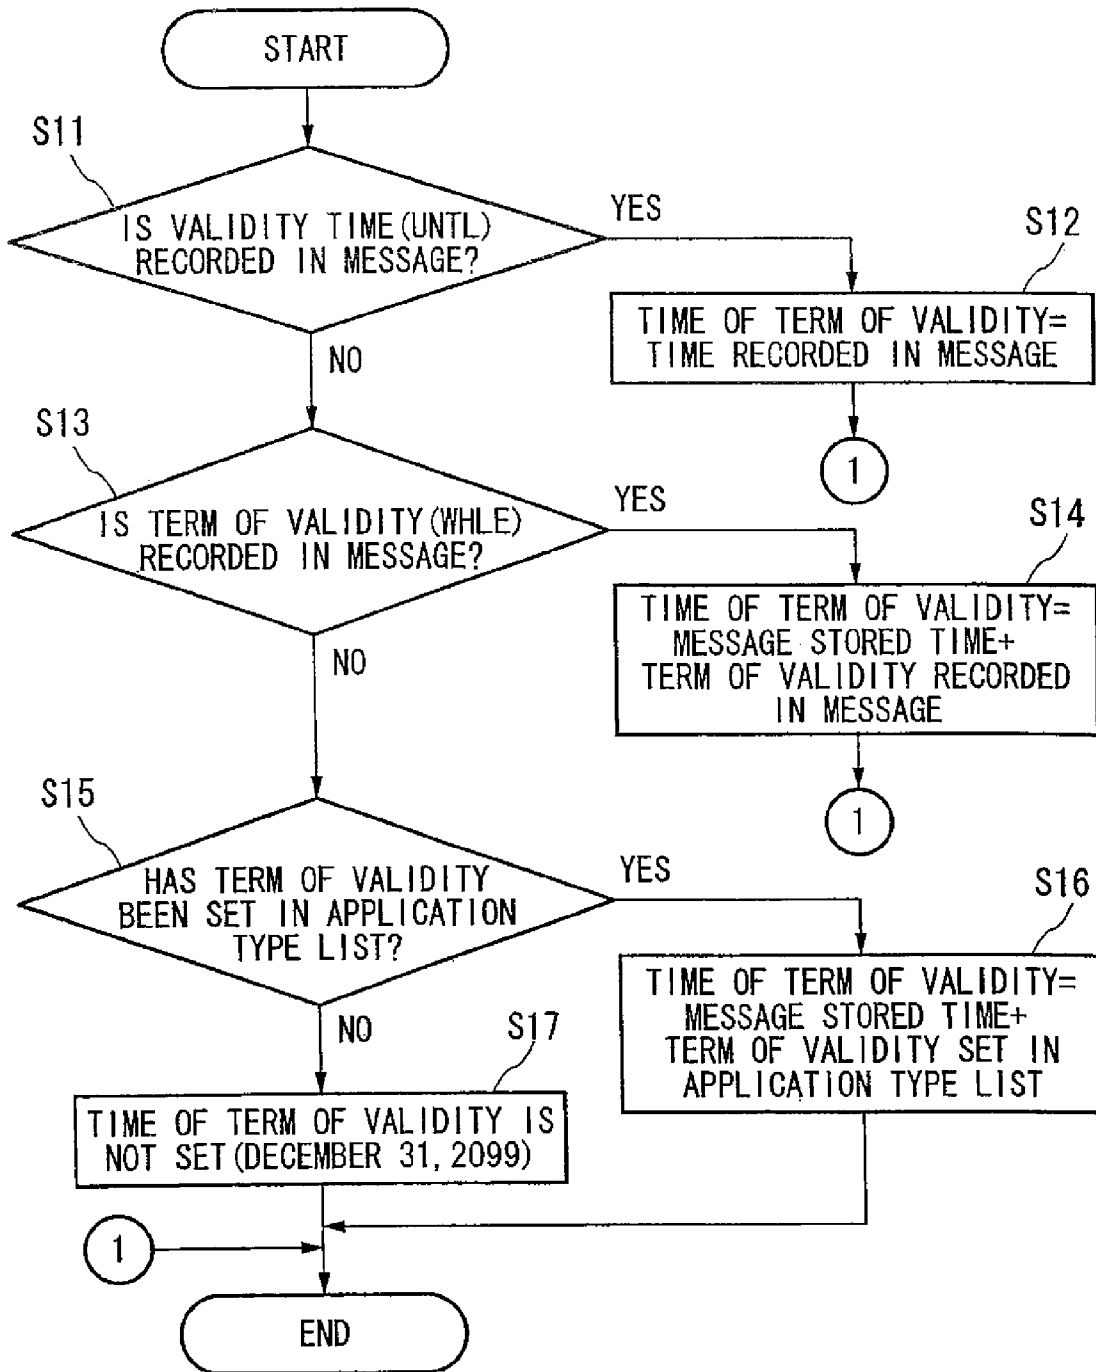 START
S11
IS VALIDITY TIME(UNTL)
RECORDED IN MESSAGE?
YES
S12
TIME OF TERM OF VALIDITY=
TIME RECORDED IN MESSAGE
NO
1
S13
IS TERM OF VALIDITY(WHLE)
RECORDED IN MESSAGE?
YES
S14
TIME OF TERM OF VALIDITY=
MESSAGE STORED TIME+
TERM OF VALIDITY RECORDED
IN MESSAGE
NO
1
S15
HAS TERM OF VALIDITY
BEEN SET IN APPLICATION
TYPE LIST?
YES
S16
TIME OF TERM OF VALIDITY=
MESSAGE STORED TIME+
TERM OF VALIDITY SET IN
APPLICATION TYPE LIST
NO
S17
TIME OF TERM OF VALIDITY IS
NOT SET(DECEMBER 31, 2099)
1
END